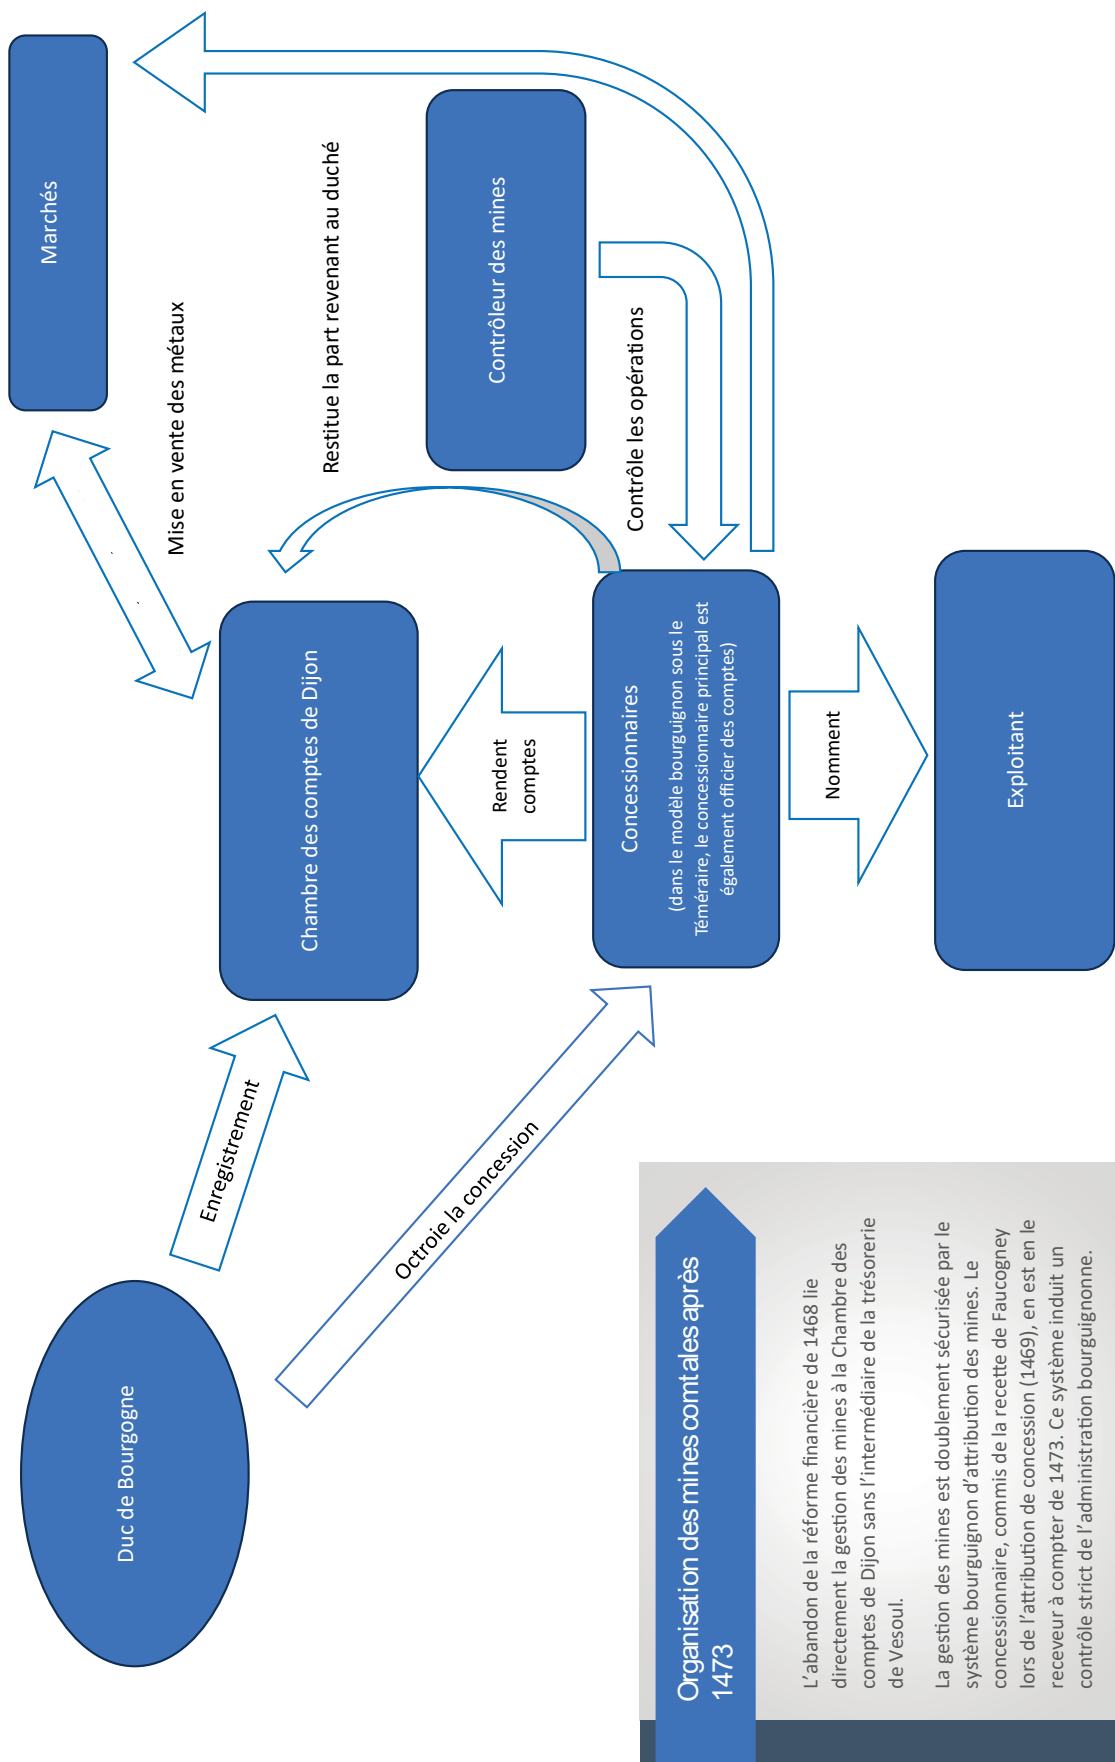 Duc de Bourgogne
Enregistrement
Octroie la concession
Chambre des comptes de Dijon
Mise en vente des métaux
Marchés
Restitue la part revenant au duché
Rendent
comptes
Contrôleur des mines
Contrôle les opérations
Concessionnaires
(dans le modèle bourguignon sous le
Téméraire, le concessionnaire principal est
également officier des comptes)
Nomment
Exploitant
Organisation des mines comtales après
1473
L'abandon de la réforme financière de 1468 lie
directement la gestion des mines à la Chambre des
comptes de Dijon sans l'intermédiaire de la trésorerie
de Vesoul.
La gestion des mines est doublement sécurisée par le
système bourguignon d'attribution des mines. Le
concessionnaire, commis de la recette de Faucogney
lors de l'attribution de concession (1469), en est en le
receveur à compter de 1473. Ce système induit un
contrôle strict de l'administration bourguignonne.